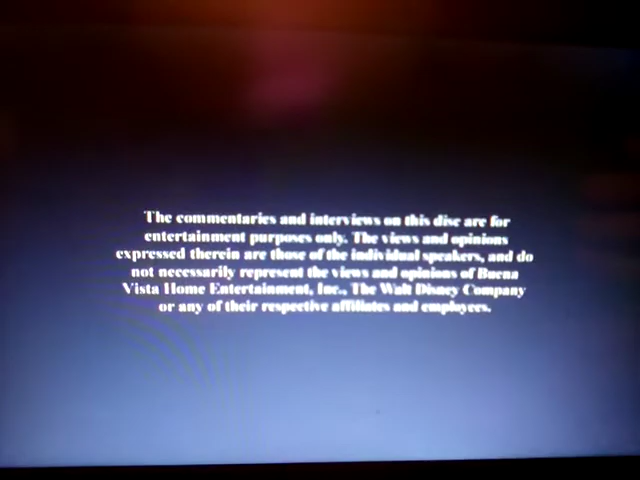 The commentaries and interviews on this disc are for
entertainment purposes only. The views and opinions
expressed therein are those of the individual speakers, and do
not necessarily represent the views and opinions of Buena
Vista Home Entertainment, Inc., The Walt Disney Company
or any of their respective affiliates and employees.